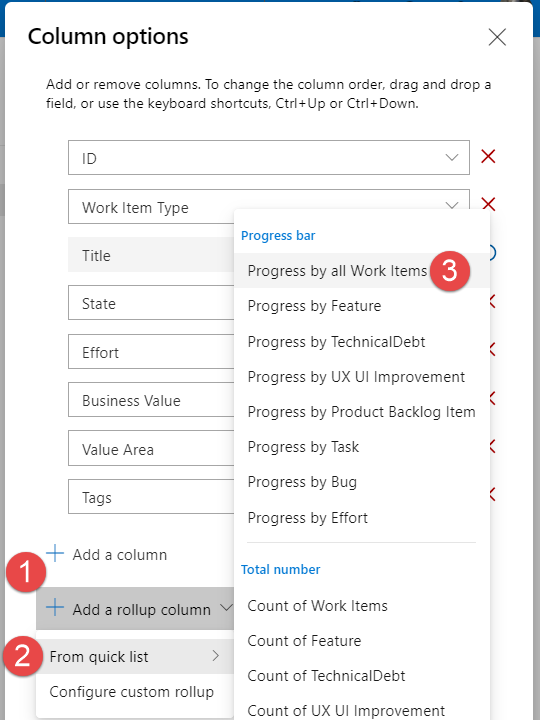 Column options
Add or remove columns. To change the column order, drag and drop a
field, or use the keyboard shortcuts, Ctrl+Up or Ctrl+Down.
ID
Work Item Type
Title
State
Effort
Business Value
Value Area
Tags
Add a column
1
Add a rollup column
2
From quick list
Configure custom rollup
Progress bar
Progress by all Work Items
3
Progress by Feature
Progress by TechnicalDebt
Progress by UX UI Improvement
Progress by Product Backlog Item
Progress by Task
Progress by Bug
Progress by Effort
Total number
Count of Work Items
Count of Feature
Count of TechnicalDebt
Count of UX UI Improvement